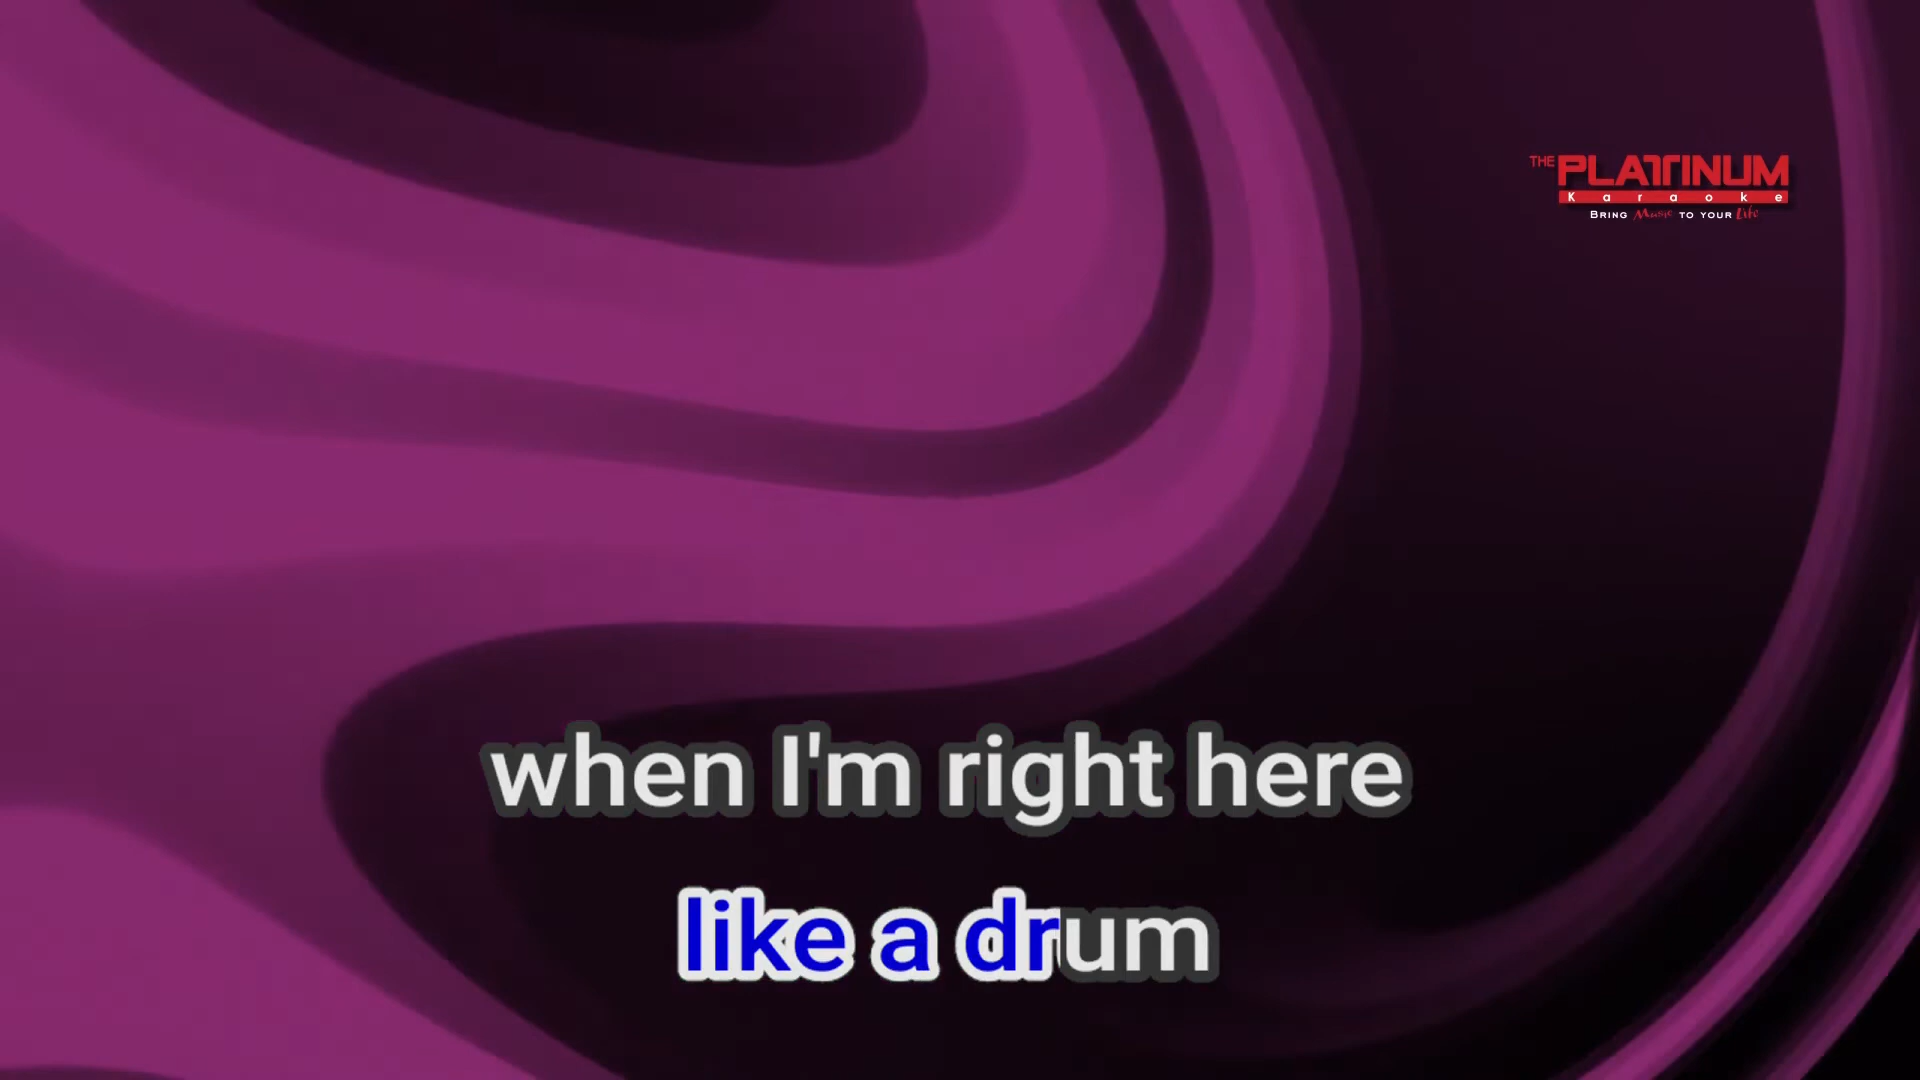 THE PLATINUM
Karaoke
BRING Music TO YOUR Life
when I'm right here
like a drum